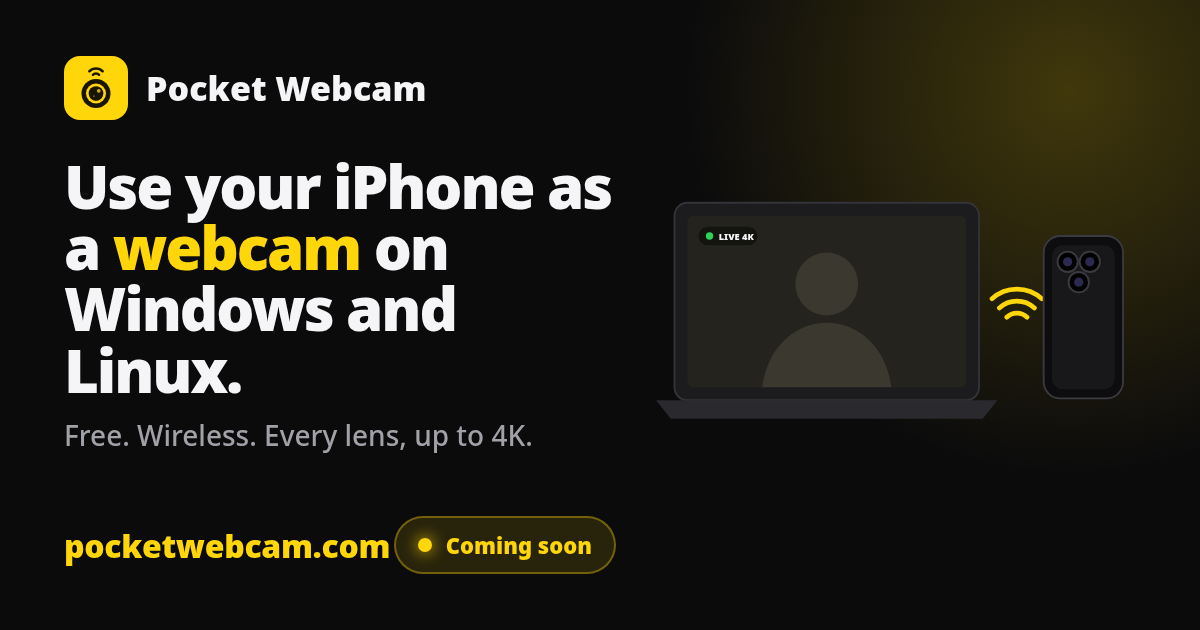 Pocket Webcam
Use your iPhone as
a webcam on
Windows and
Linux.
Free. Wireless. Every lens, up to 4K.
pocketwebcam.com
Coming soon
LIVE 4K